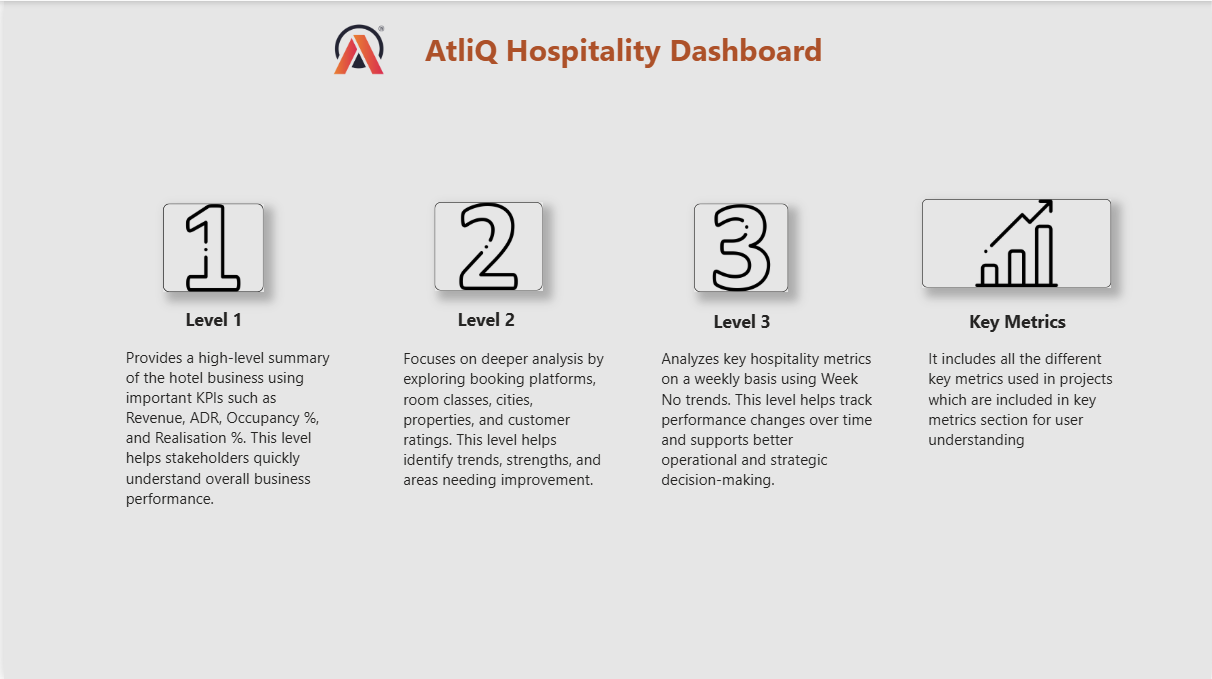 AtliQ Hospitality Dashboard
®
1
2
3
Level 1
Provides a high-level summary
of the hotel business using
important KPIs such as
Revenue, ADR, Occupancy %,
and Realisation %. This level
helps stakeholders quickly
understand overall business
performance.
Level 2
Focuses on deeper analysis by
exploring booking platforms,
room classes, cities,
properties, and customer
ratings. This level helps
identify trends, strengths, and
areas needing improvement.
Level 3
Analyzes key hospitality metrics
on a weekly basis using Week
No trends. This level helps track
performance changes over time
and supports better
operational and strategic
decision-making.
Key Metrics
It includes all the different
key metrics used in projects
which are included in key
metrics section for user
understanding